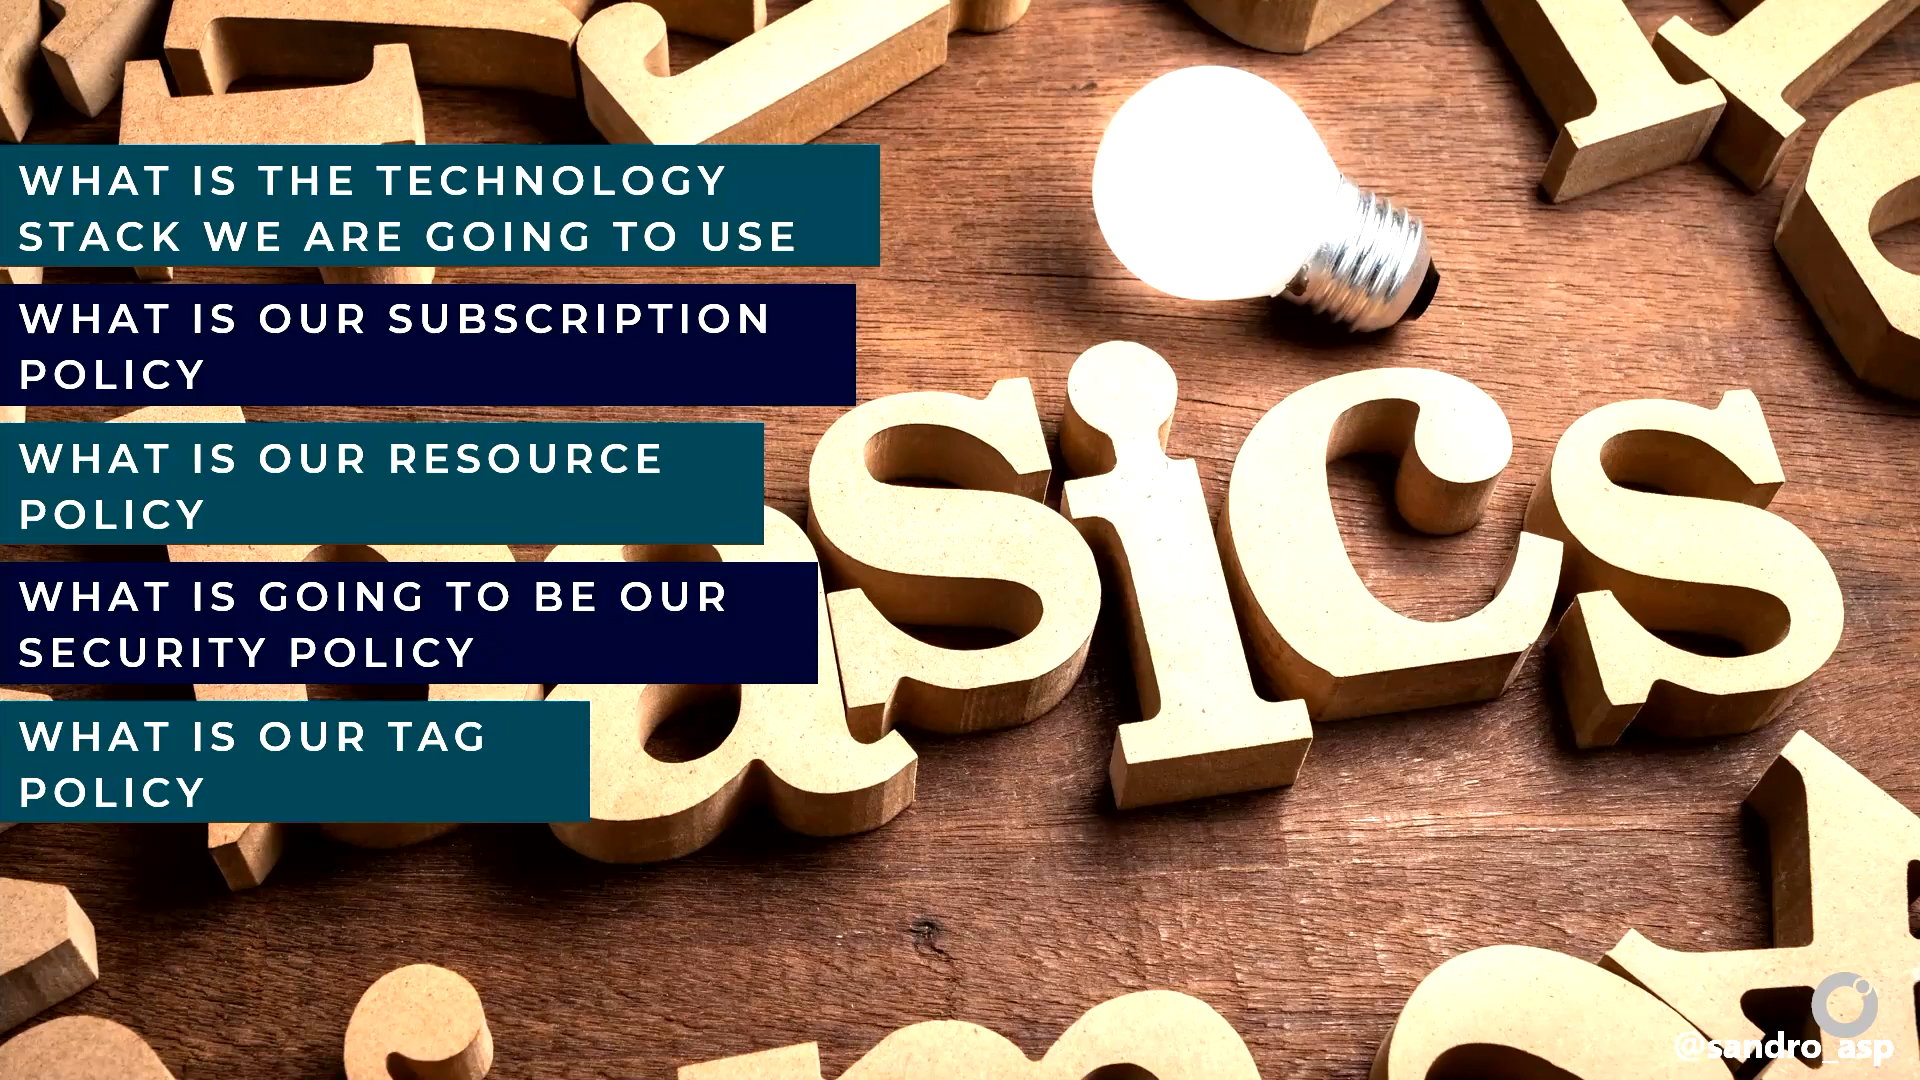 WHAT IS THE TECHNOLOGY
STACK WE ARE GOING TO USE
WHAT IS OUR SUBSCRIPTION
POLICY
WHAT IS OUR RESOURCE
POLICY
WHAT IS GOING TO BE OUR
SECURITY POLICY
WHAT IS OUR TAG
POLICY
asics
@sandro_asp